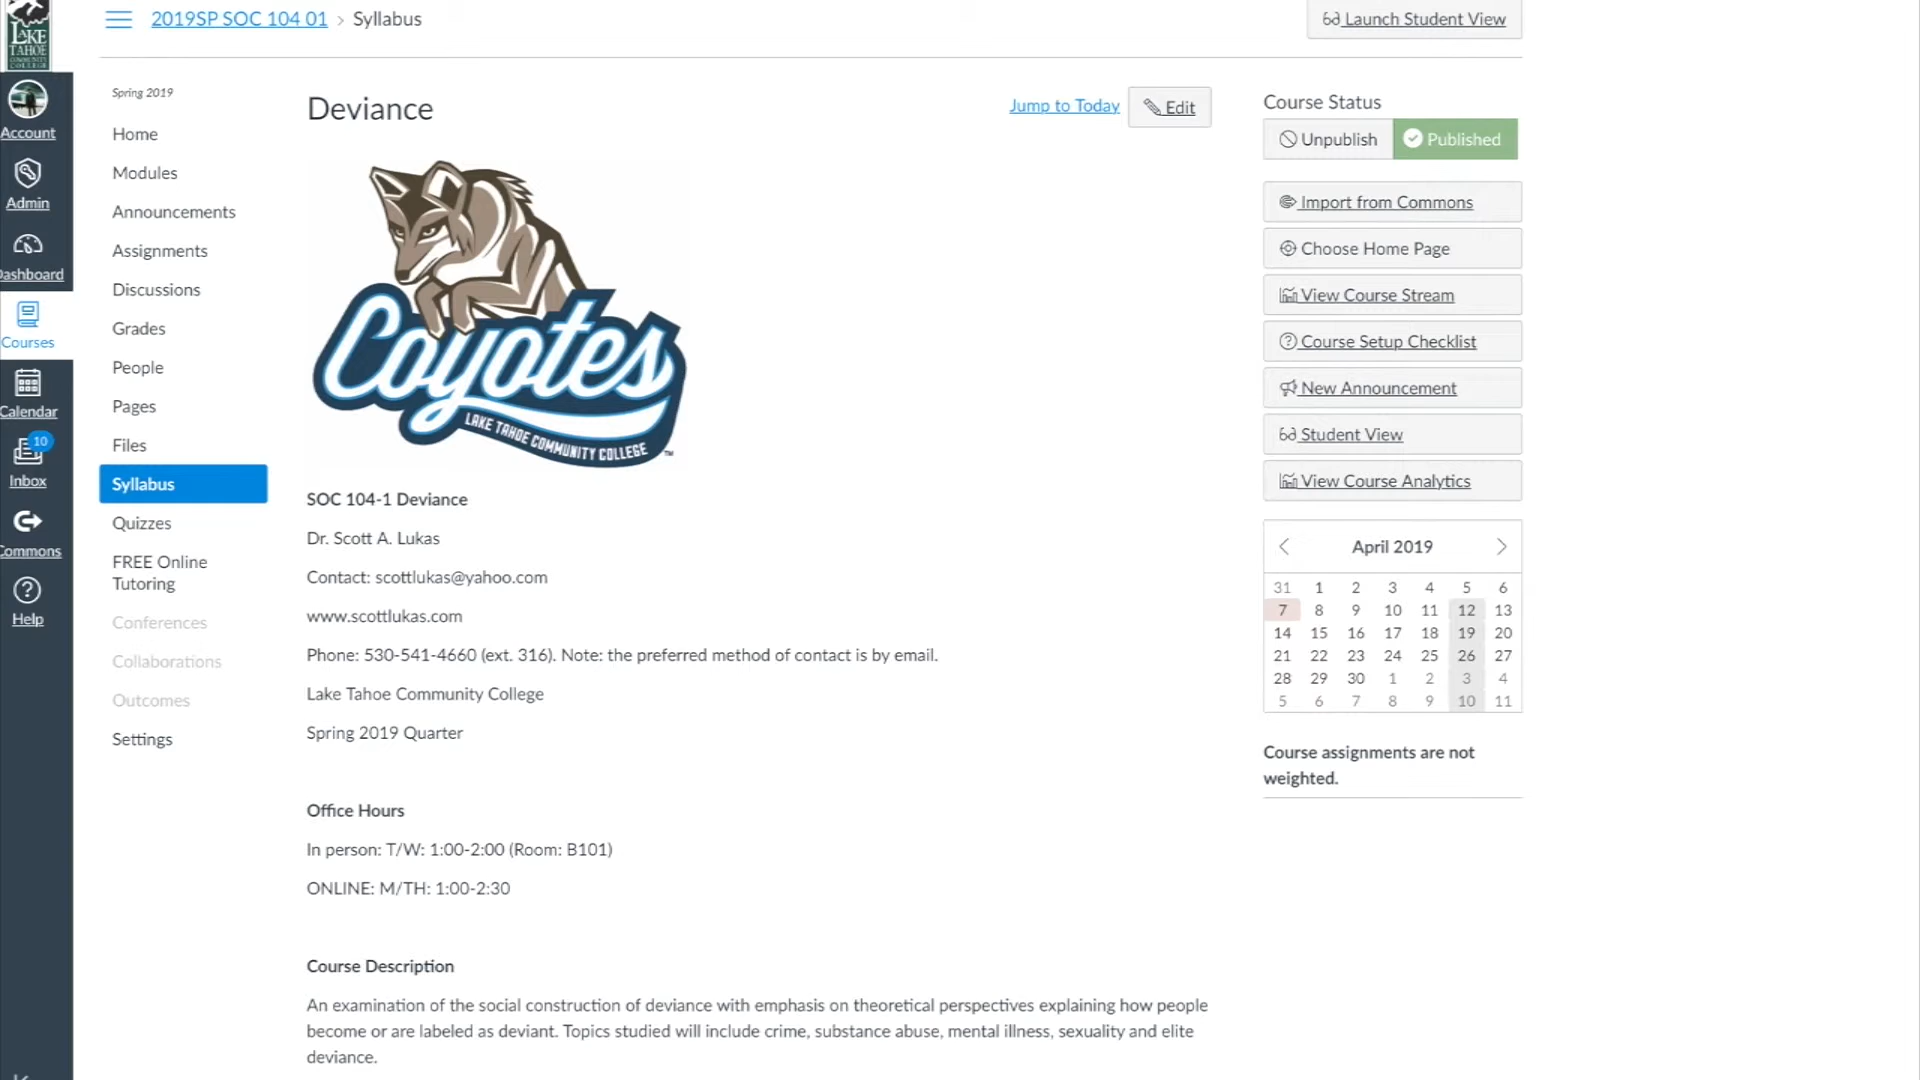 LAKE
TAHOE
COMMUNITY
COLLEGE
2019SP SOC 104 01 › Syllabus
Launch Student View
Account
Admin
Dashboard
Courses
Calendar
10
Inbox
Commons
Help
Spring 2019
Home
Modules
Announcements
Assignments
Discussions
Grades
People
Pages
Files
Syllabus
Quizzes
FREE Online
Tutoring
Conferences
Collaborations
Outcomes
Settings
Deviance
Jump to Today
Edit
Coyotes
LAKE TAHOE COMMUNITY COLLEGE ™
SOC 104-1 Deviance
Dr. Scott A. Lukas
Contact: scottlukas@yahoo.com
www.scottlukas.com
Phone: 530-541-4660 (ext. 316). Note: the preferred method of contact is by email.
Lake Tahoe Community College
Spring 2019 Quarter
Office Hours
In person: T/W: 1:00-2:00 (Room: B101)
ONLINE: M/TH: 1:00-2:30
Course Description
An examination of the social construction of deviance with emphasis on theoretical perspectives explaining how people
become or are labeled as deviant. Topics studied will include crime, substance abuse, mental illness, sexuality and elite
deviance.
Course Status
Unpublish Published
Import from Commons
Choose Home Page
View Course Stream
Course Setup Checklist
New Announcement
Student View
View Course Analytics
April 2019
31 1 2 3 4 5 6
7 8 9 10 11 12 13
14 15 16 17 18 19 20
21 22 23 24 25 26 27
28 29 30 1 2 3 4
5 6 7 8 9 10 11
Course assignments are not
weighted.